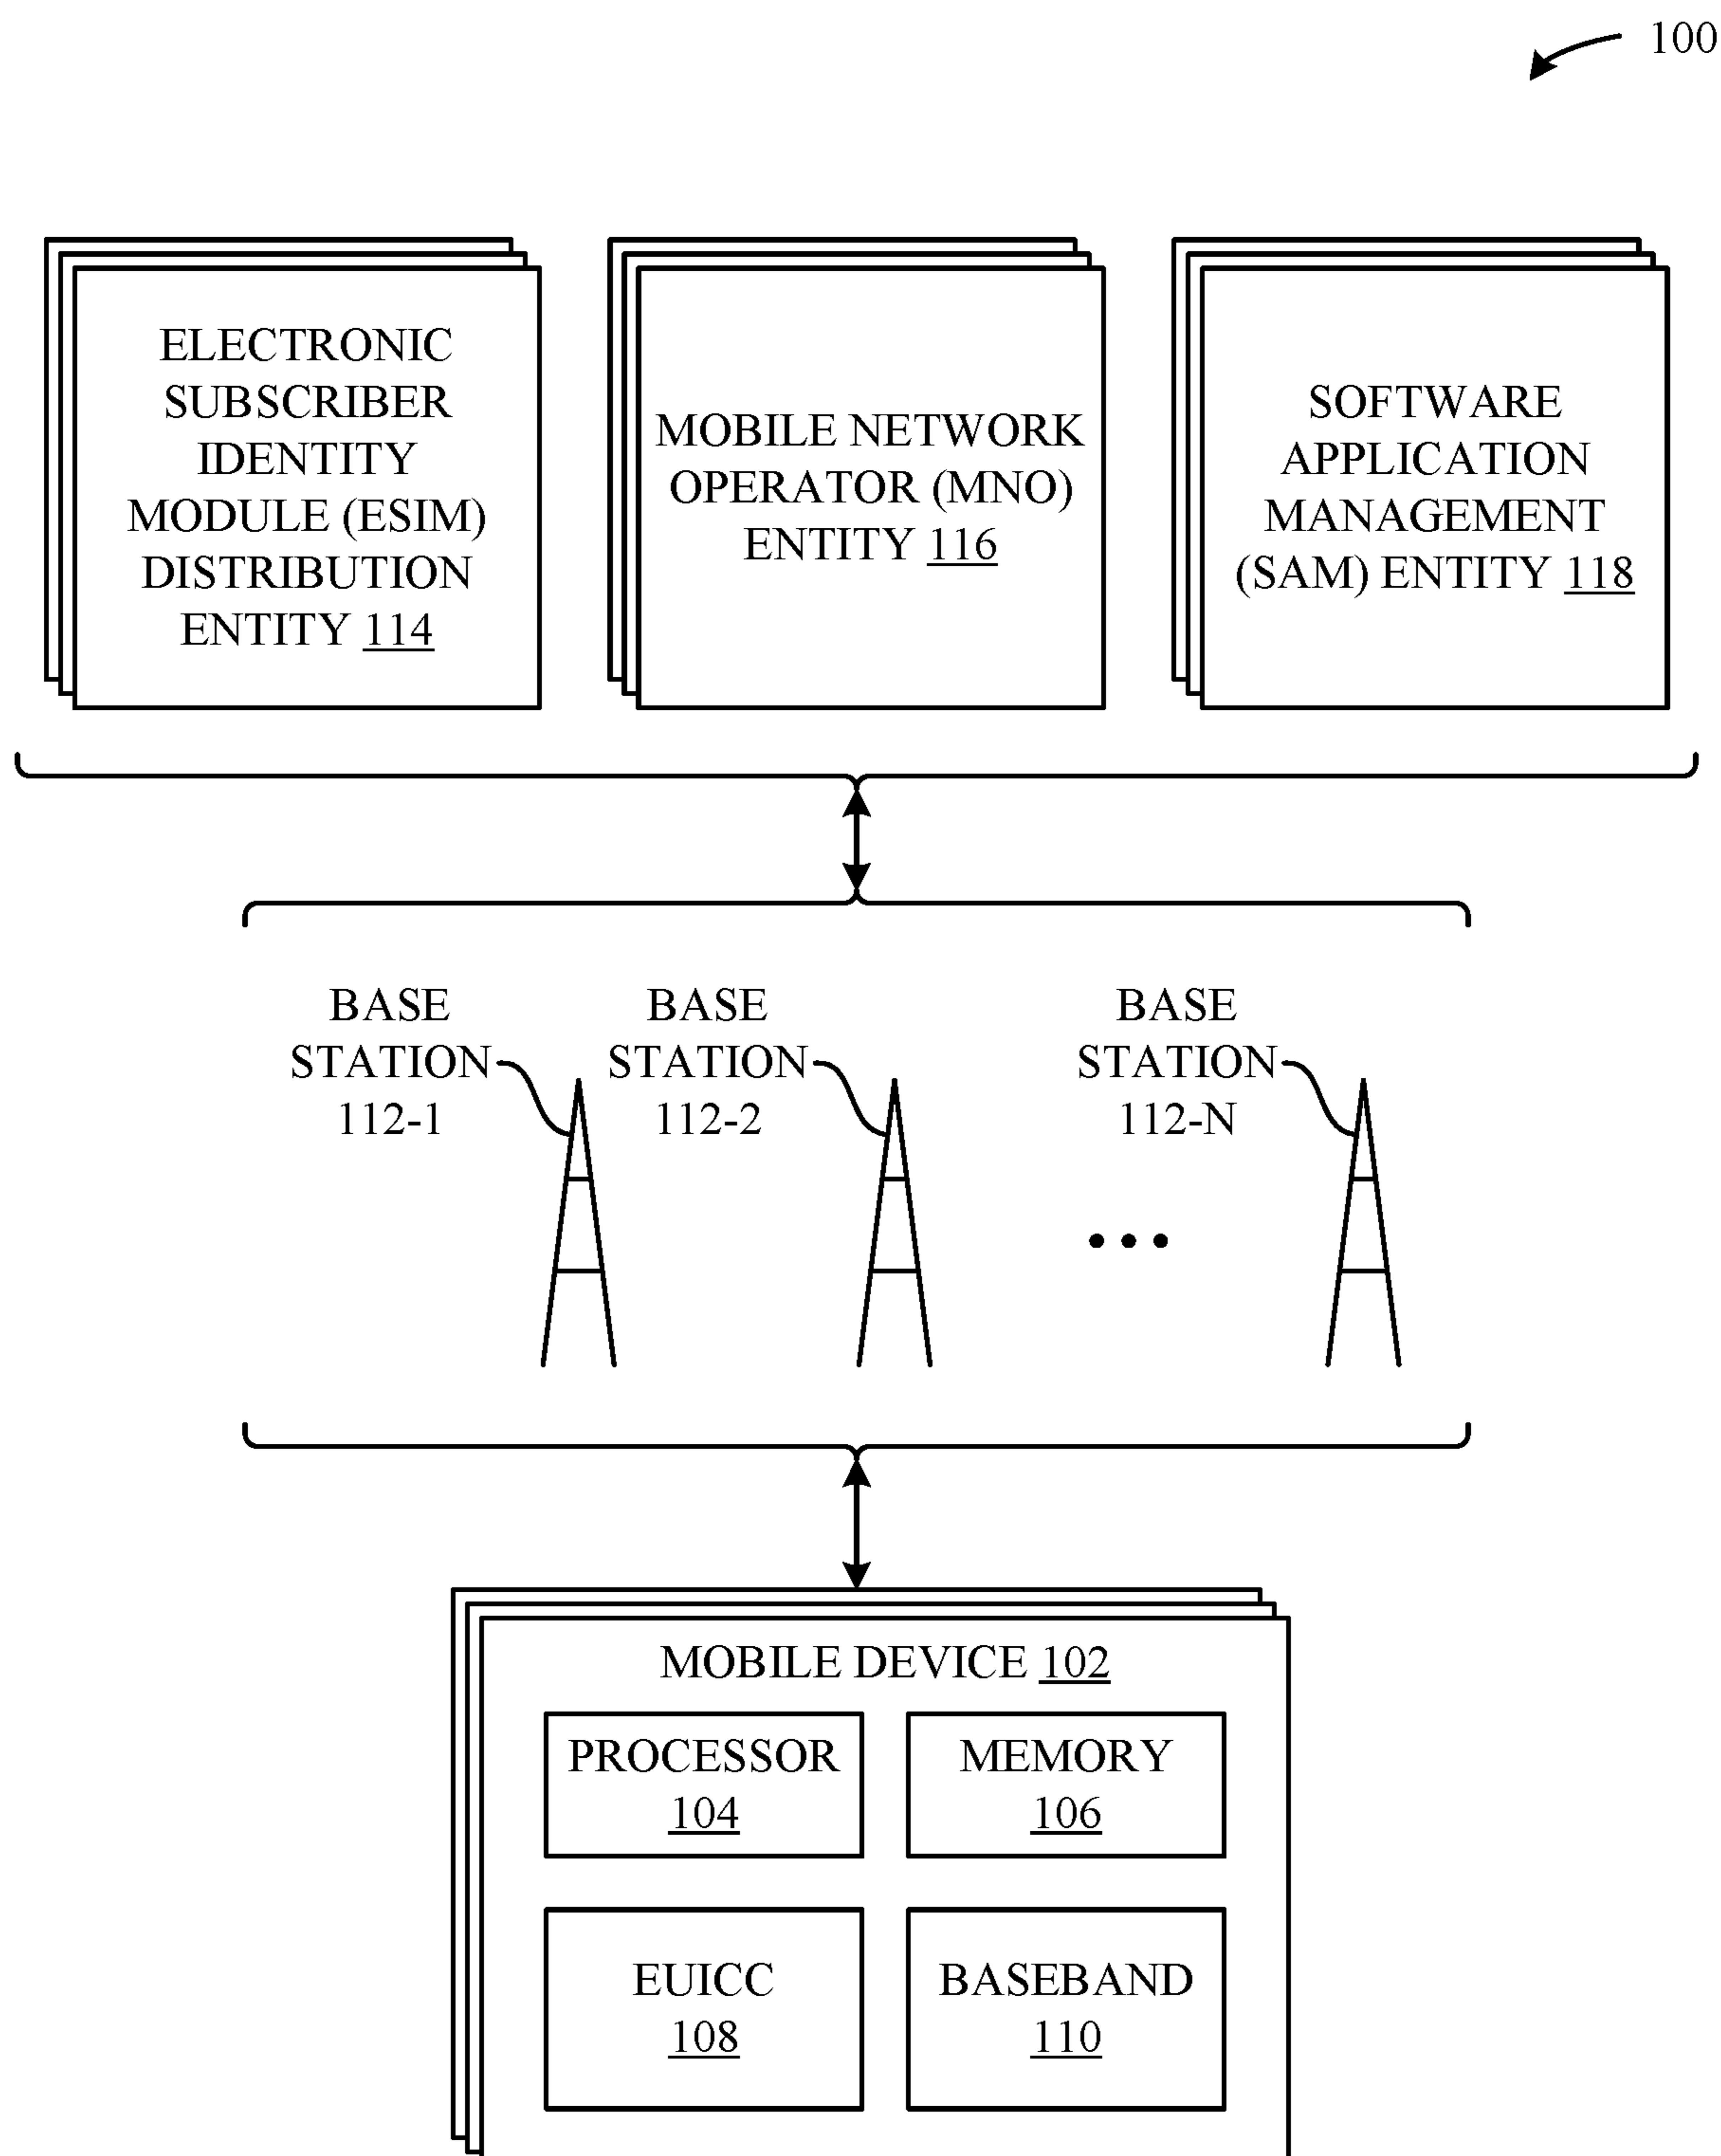 100
ELECTRONIC
SUBSCRIBER
IDENTITY
MODULE (ESIM)
DISTRIBUTION
ENTITY 114
MOBILE NETWORK
OPERATOR (MNO)
ENTITY 116
SOFTWARE
APPLICATION
MANAGEMENT
(SAM) ENTITY 118
BASE
STATION
112-1
BASE
STATION
112-2
BASE
STATION
112-N
MOBILE DEVICE 102
PROCESSOR
104
MEMORY
106
EUICC
108
BASEBAND
110